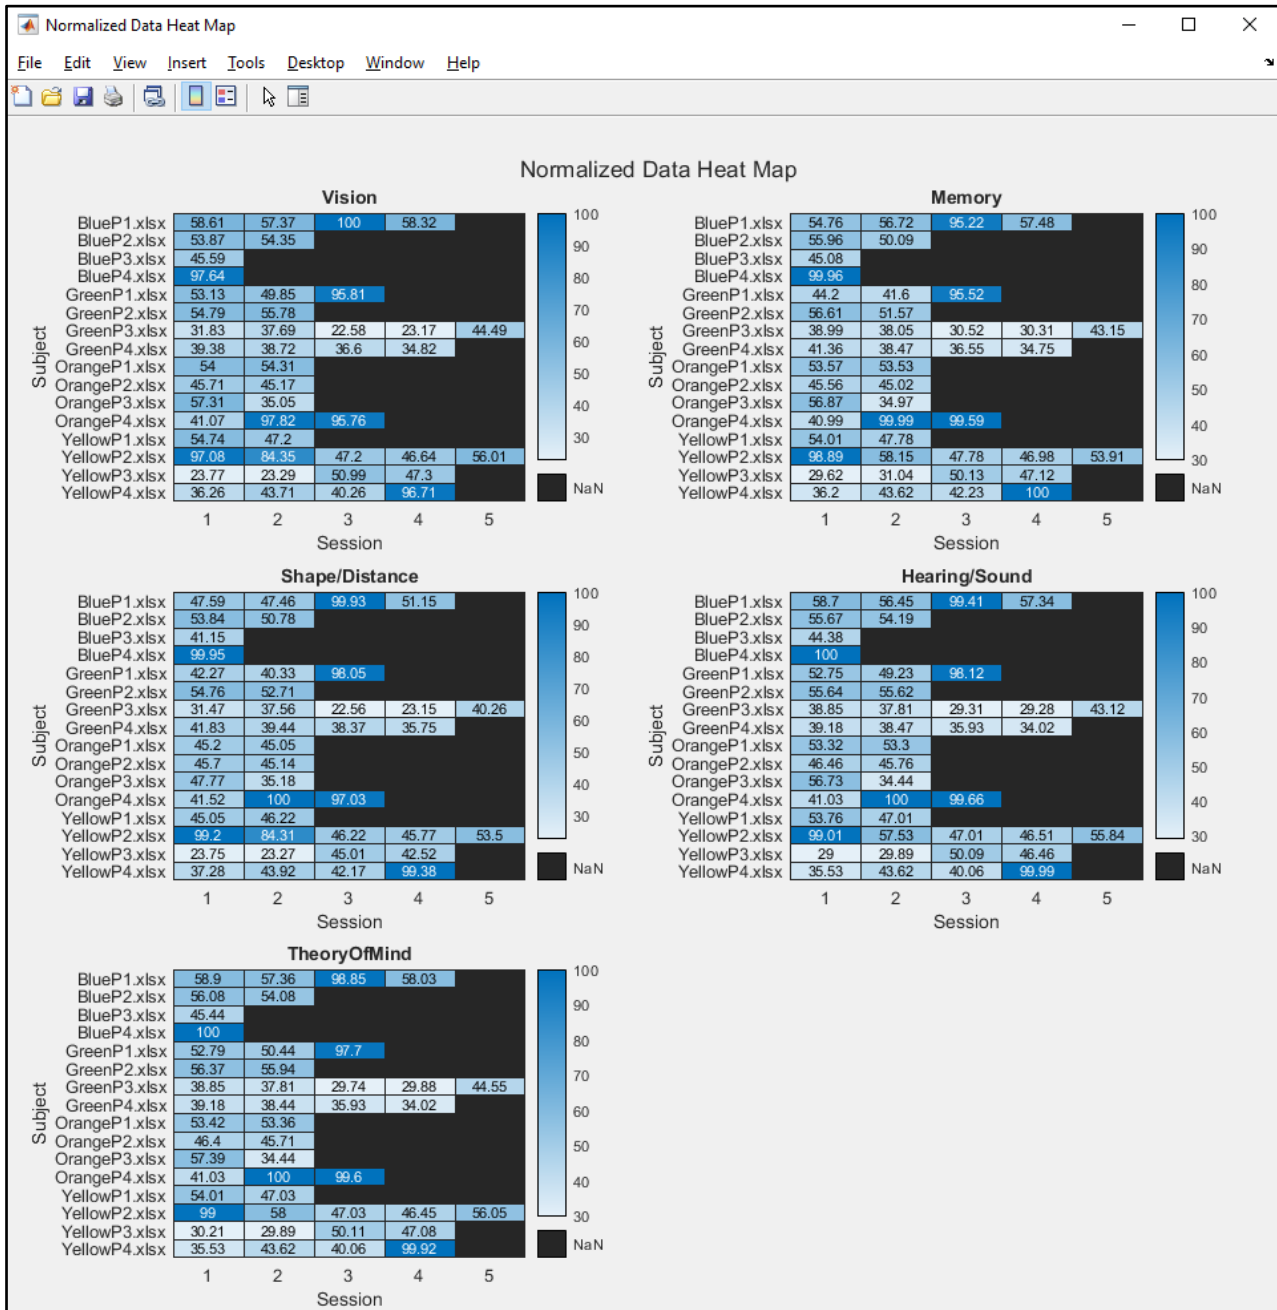 Normalized Data Heat Map
File Edit View Insert Tools Desktop Window Help
Normalized Data Heat Map
Vision
Subject
BlueP1.xlsx 58.61 57.37 100 58.32
BlueP2.xlsx 53.87 54.35
BlueP3.xlsx 45.59
BlueP4.xlsx 97.64
GreenP1.xlsx 53.13 49.85 95.81
GreenP2.xlsx 54.79 55.78
GreenP3.xlsx 31.83 37.69 22.58 23.17 44.49
GreenP4.xlsx 39.38 38.72 36.6 34.82
OrangeP1.xlsx 54 54.31
OrangeP2.xlsx 45.71 45.17
OrangeP3.xlsx 57.31 35.05
OrangeP4.xlsx 41.07 97.82 95.76
YellowP1.xlsx 54.74 47.2
YellowP2.xlsx 97.08 84.35 47.2 46.64 56.01
YellowP3.xlsx 23.77 23.29 50.99 47.3
YellowP4.xlsx 36.26 43.71 40.26 96.71
1 2 3 4 5
Session
100
90
80
70
60
50
40
30
NaN
Memory
Subject
BlueP1.xlsx 54.76 56.72 95.22 57.48
BlueP2.xlsx 55.96 50.09
BlueP3.xlsx 45.08
BlueP4.xlsx 99.96
GreenP1.xlsx 44.2 41.6 95.52
GreenP2.xlsx 56.61 51.57
GreenP3.xlsx 38.99 38.05 30.52 30.31 43.15
GreenP4.xlsx 41.36 38.47 36.55 34.75
OrangeP1.xlsx 53.57 53.53
OrangeP2.xlsx 45.56 45.02
OrangeP3.xlsx 56.87 34.97
OrangeP4.xlsx 40.99 99.99 99.59
YellowP1.xlsx 54.01 47.78
YellowP2.xlsx 98.89 58.15 47.78 46.98 53.91
YellowP3.xlsx 29.62 31.04 50.13 47.12
YellowP4.xlsx 36.2 43.62 42.23 100
1 2 3 4 5
Session
100
90
80
70
60
50
40
30
NaN
Shape/Distance
Subject
BlueP1.xlsx 47.59 47.46 99.93 51.15
BlueP2.xlsx 53.84 50.78
BlueP3.xlsx 41.15
BlueP4.xlsx 99.95
GreenP1.xlsx 42.27 40.33 98.05
GreenP2.xlsx 54.76 52.71
GreenP3.xlsx 31.47 37.56 22.56 23.15 40.26
GreenP4.xlsx 41.83 39.44 38.37 35.75
OrangeP1.xlsx 45.2 45.05
OrangeP2.xlsx 45.7 45.14
OrangeP3.xlsx 47.77 35.18
OrangeP4.xlsx 41.52 100 97.03
YellowP1.xlsx 45.05 46.22
YellowP2.xlsx 99.2 84.31 46.22 45.77 53.5
YellowP3.xlsx 23.75 23.27 45.01 42.52
YellowP4.xlsx 37.28 43.92 42.17 99.38
1 2 3 4 5
Session
100
90
80
70
60
50
40
30
NaN
Hearing/Sound
Subject
BlueP1.xlsx 58.7 56.45 99.41 57.34
BlueP2.xlsx 55.67 54.19
BlueP3.xlsx 44.38
BlueP4.xlsx 100
GreenP1.xlsx 52.75 49.23 98.12
GreenP2.xlsx 55.64 55.62
GreenP3.xlsx 38.85 37.81 29.31 29.28 43.12
GreenP4.xlsx 39.18 38.47 35.93 34.02
OrangeP1.xlsx 53.32 53.3
OrangeP2.xlsx 46.46 45.76
OrangeP3.xlsx 56.73 34.44
OrangeP4.xlsx 41.03 100 99.66
YellowP1.xlsx 53.76 47.01
YellowP2.xlsx 99.01 57.53 47.01 46.51 55.84
YellowP3.xlsx 29 29.89 50.09 46.46
YellowP4.xlsx 35.53 43.62 40.06 99.99
1 2 3 4 5
Session
100
90
80
70
60
50
40
30
NaN
TheoryOfMind
Subject
BlueP1.xlsx 58.9 57.36 98.85 58.03
BlueP2.xlsx 56.08 54.08
BlueP3.xlsx 45.44
BlueP4.xlsx 100
GreenP1.xlsx 52.79 50.44 97.7
GreenP2.xlsx 56.37 55.94
GreenP3.xlsx 38.85 37.81 29.74 29.88 44.55
GreenP4.xlsx 39.18 38.44 35.93 34.02
OrangeP1.xlsx 53.42 53.36
OrangeP2.xlsx 46.4 45.71
OrangeP3.xlsx 57.39 34.44
OrangeP4.xlsx 41.03 100 99.6
YellowP1.xlsx 54.01 47.03
YellowP2.xlsx 99 58 47.03 46.45 56.05
YellowP3.xlsx 30.21 29.89 50.11 47.08
YellowP4.xlsx 35.53 43.62 40.06 99.92
1 2 3 4 5
Session
100
90
80
70
60
50
40
30
NaN